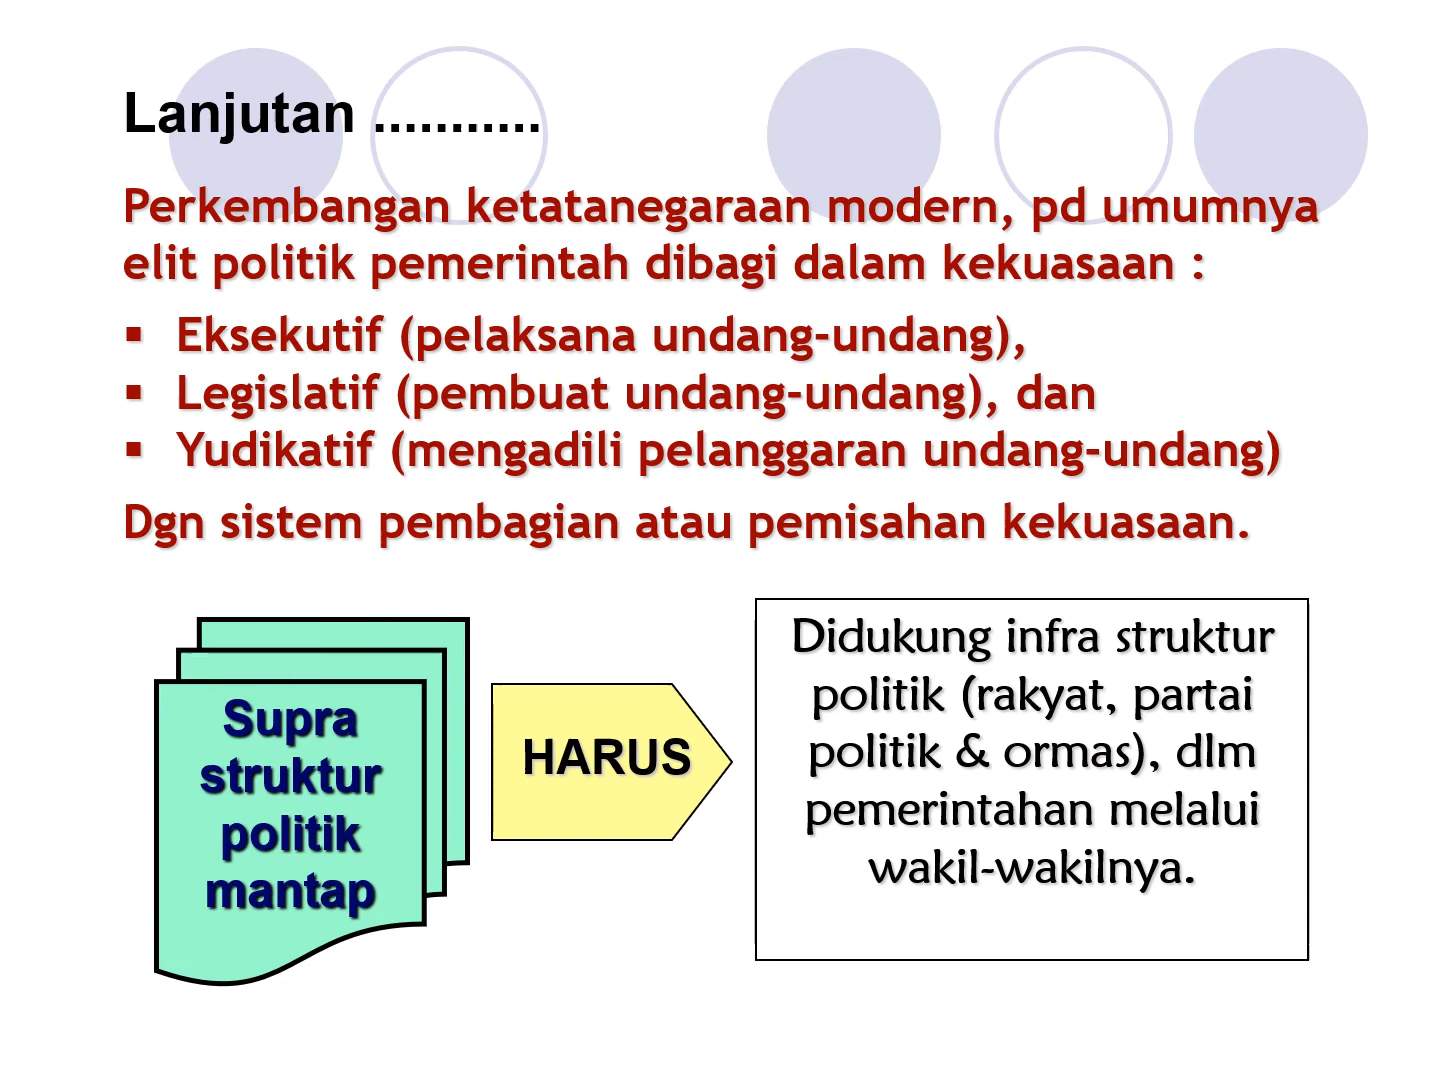 Lanjutan ...........
Perkembangan ketatanegaraan modern, pd umumnya
elit politik pemerintah dibagi dalam kekuasaan :
▪ Eksekutif (pelaksana undang-undang),
▪ Legislatif (pembuat undang-undang), dan
▪ Yudikatif (mengadili pelanggaran undang-undang)
Dgn sistem pembagian atau pemisahan kekuasaan.
Supra
struktur
politik
mantap
HARUS
Didukung infra struktur
politik (rakyat, partai
politik & ormas), dlm
pemerintahan melalui
wakil-wakilnya.